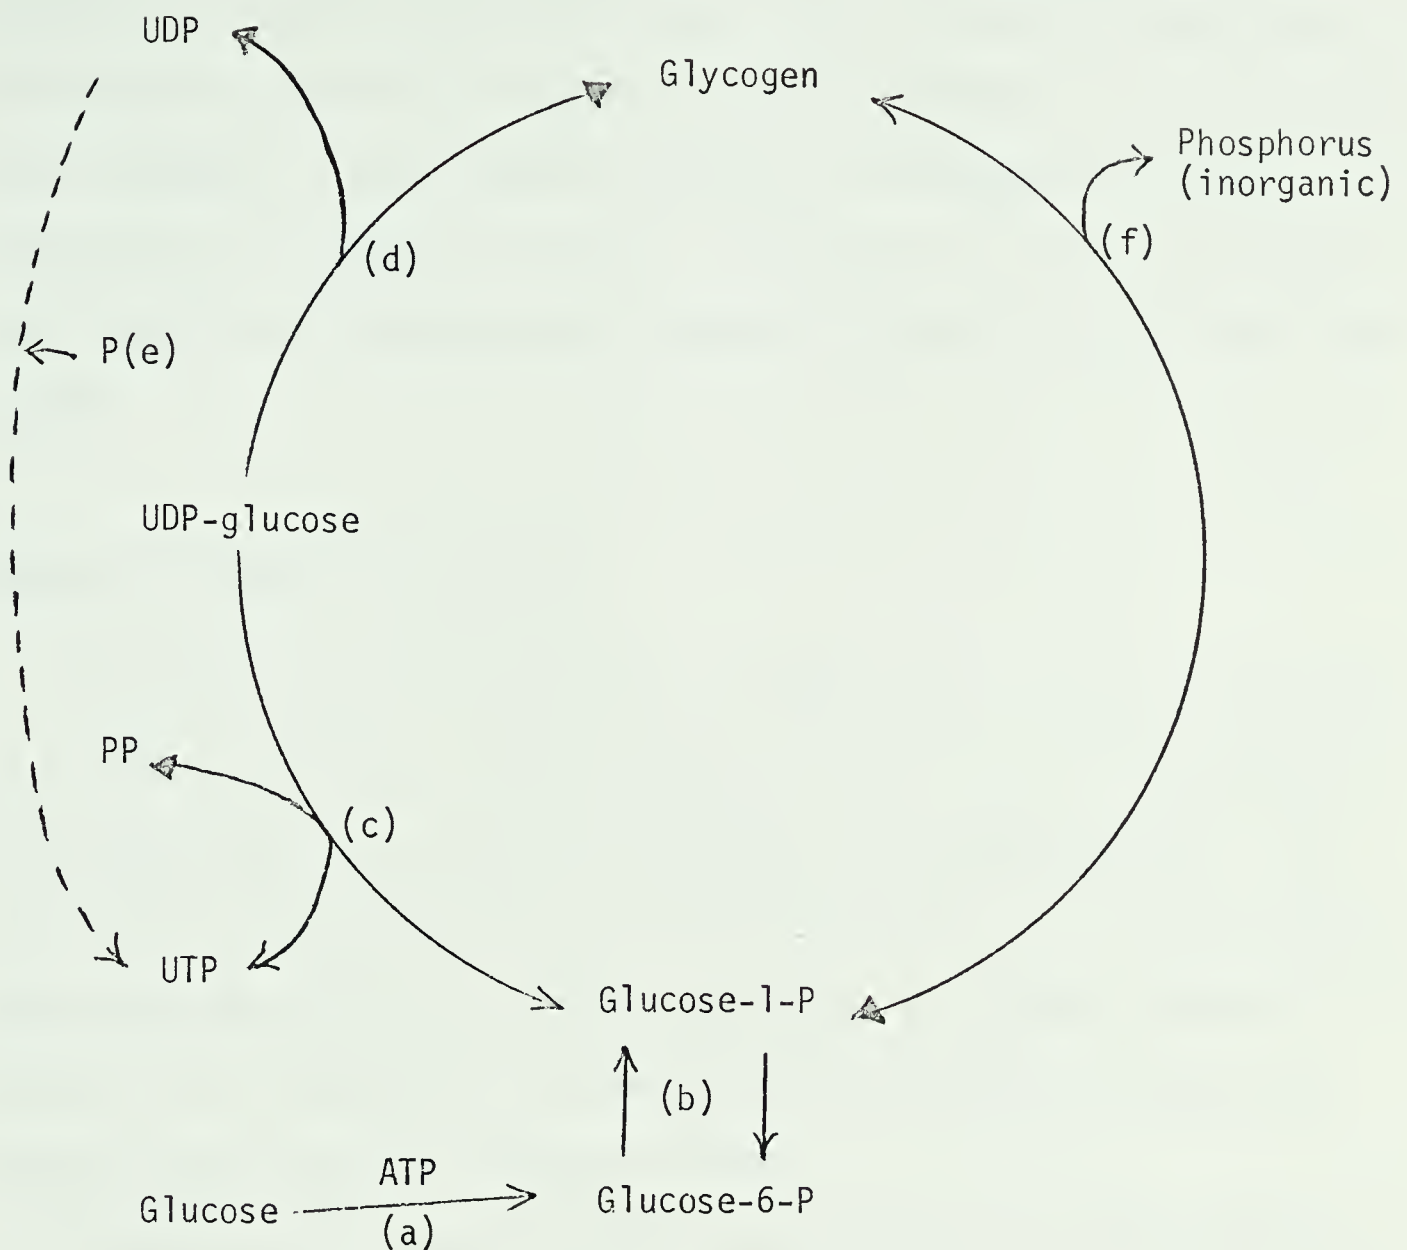 UDP
Glycogen
Phosphorus
(inorganic)
(f)
(d)
P(e)
UDP-glucose
PP
(c)
UTP
Glucose-1-P
(b)
ATP
Glucose
(a)
Glucose-6-P